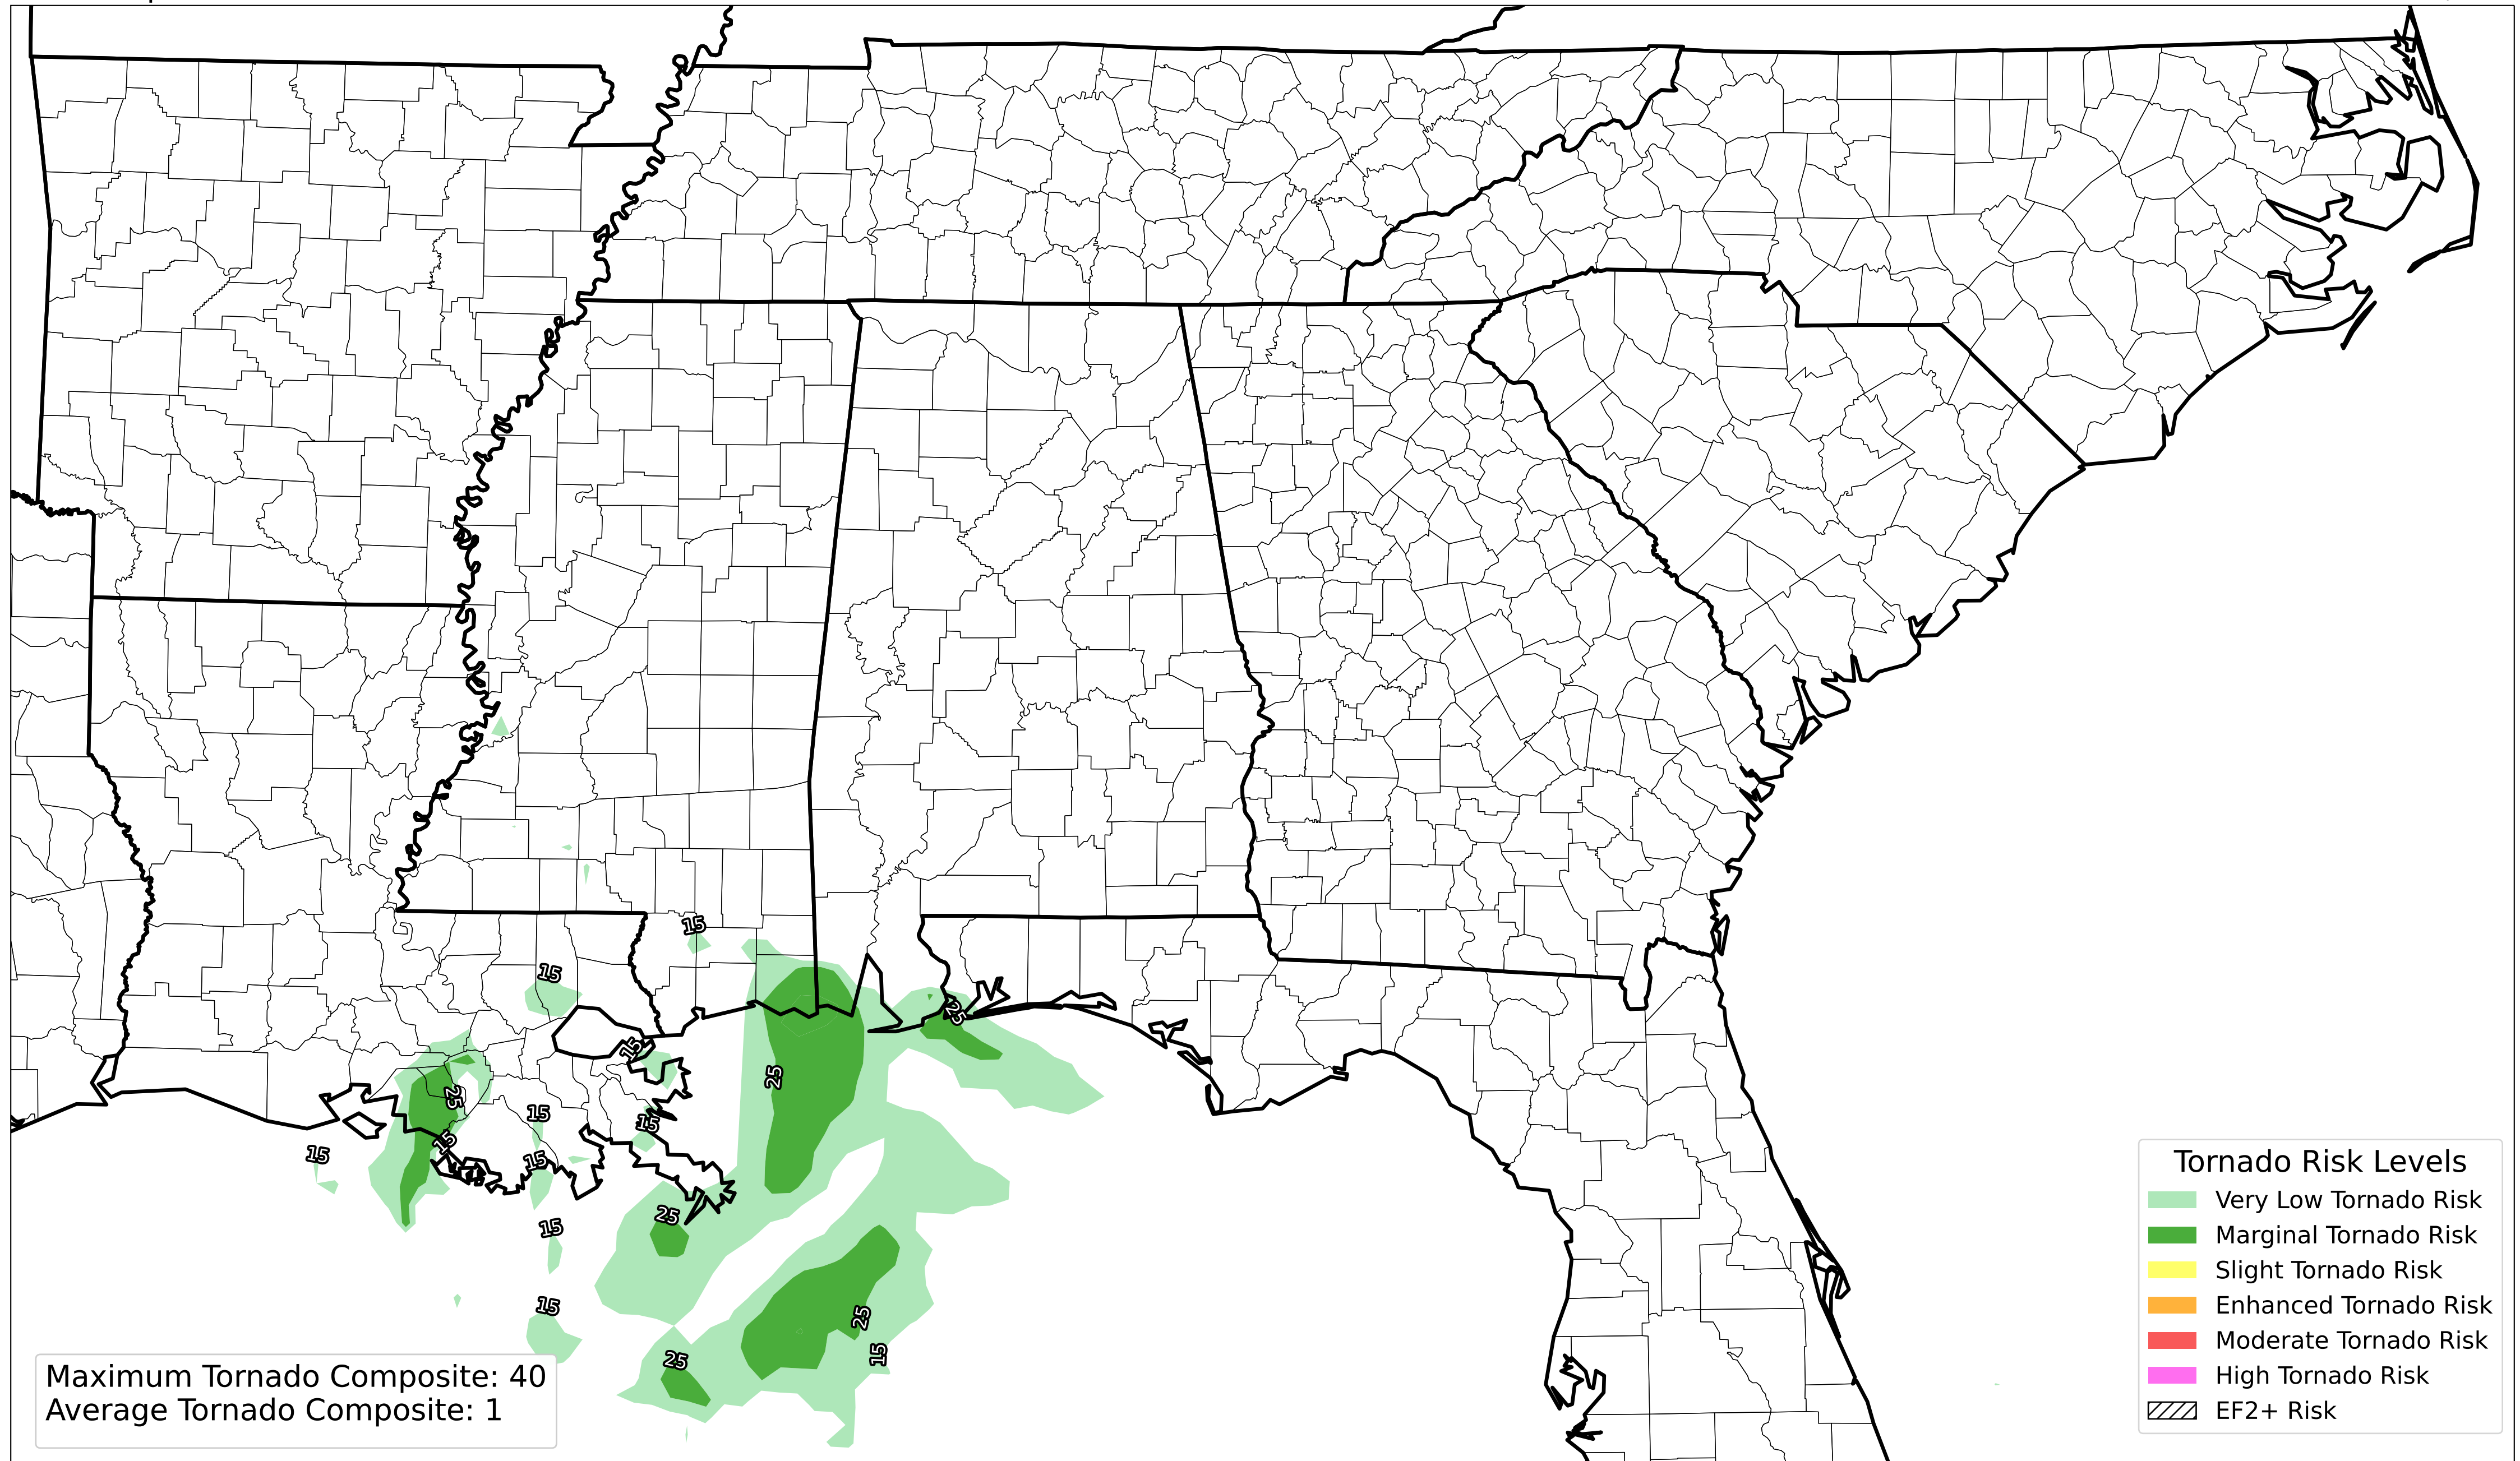 15
15
25
15
25
25
15
15
15
15
15
25
15
15
25
15
25
Tornado Risk Levels
Very Low Tornado Risk
Marginal Tornado Risk
Slight Tornado Risk
Enhanced Tornado Risk
Moderate Tornado Risk
High Tornado Risk
EF2+ Risk
Maximum Tornado Composite: 40
Average Tornado Composite: 1